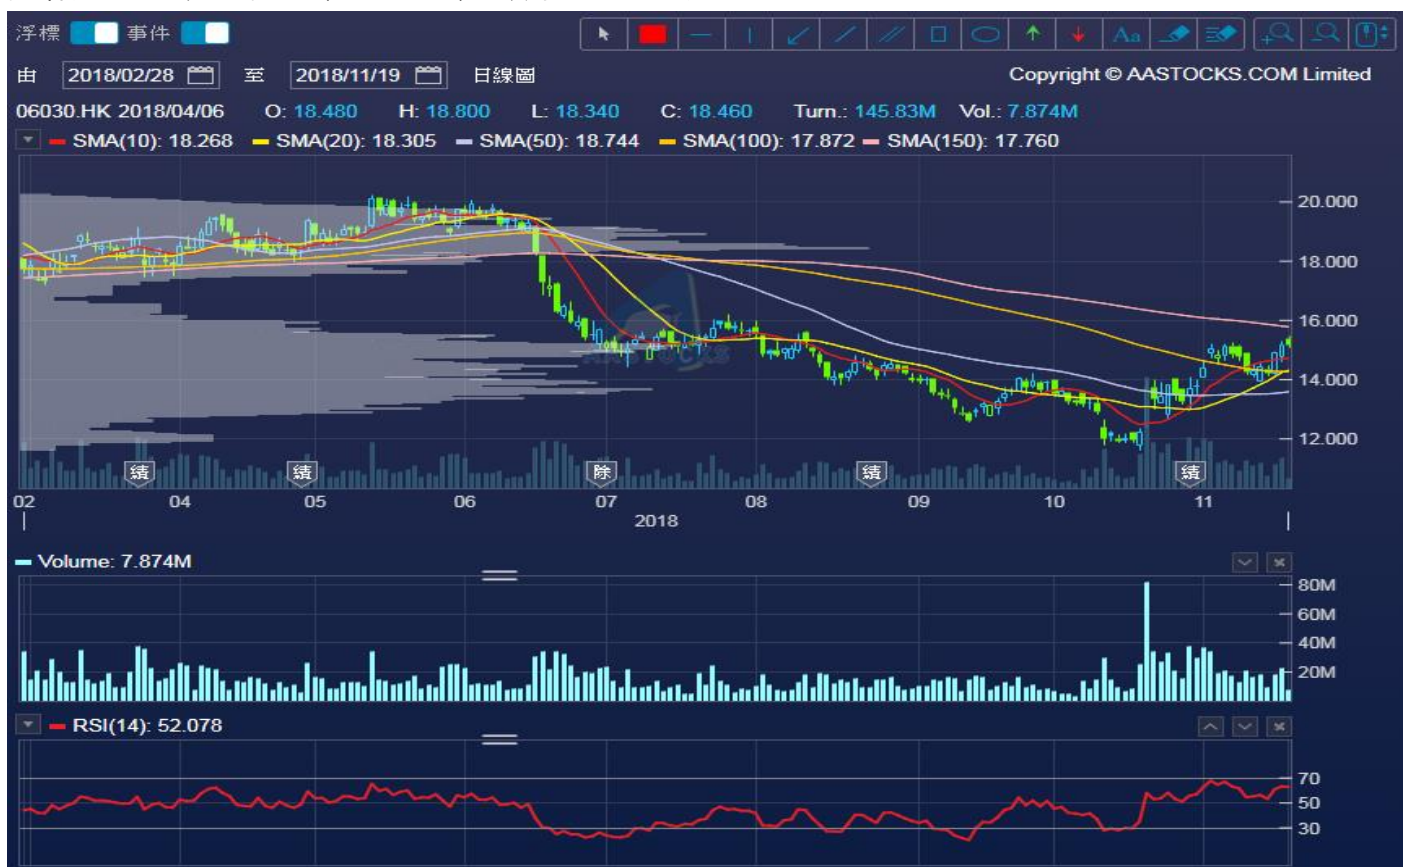 浮標 事件
Aa
由 2018/02/28 至 2018/11/19 日線圖 Copyright © AASTOCKS.COM Limited
06030.HK 2018/04/06 O: 18.480 H: 18.800 L: 18.340 C: 18.460 Turn.: 145.83M Vol.: 7.874M
SMA(10): 18.268 SMA(20): 18.305 SMA(50): 18.744 SMA(100): 17.872 SMA(150): 17.760
20.000
18.000
16.000
14.000
12.000
績 績 除 績 績
02 04 05 06 07 08 09 10 11
2018
Volume: 7.874M
80M
60M
40M
20M
RSI(14): 52.078
70
50
30